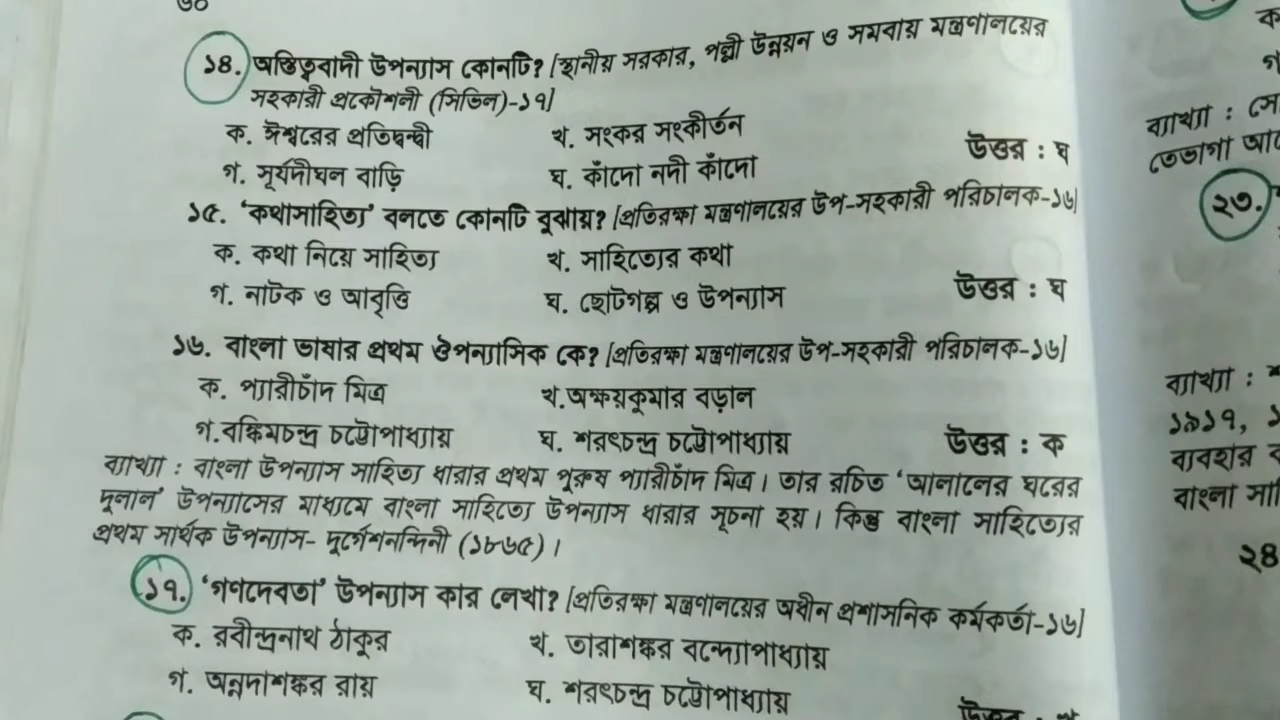 ১৪. অস্তিত্ববাদী উপন্যাস কোনটি? [স্থানীয় সরকার, পল্লী উন্নয়ন ও সমবায় মন্ত্রণালয়ের
সহকারী প্রকৌশলী (সিভিল)-১৭]
ক. ঈশ্বরের প্রতিদ্বন্দ্বী খ. সংকর সংকীর্তন
গ. সূর্যদীঘল বাড়ি ঘ. কাঁদো নদী কাঁদো উত্তর : ঘ
১৫. ‘কথাসাহিত্য’ বলতে কোনটি বুঝায়? [প্রতিরক্ষা মন্ত্রণালয়ের উপ-সহকারী পরিচালক-১৬]
ক. কথা নিয়ে সাহিত্য খ. সাহিত্যের কথা
গ. নাটক ও আবৃত্তি ঘ. ছোটগল্প ও উপন্যাস উত্তর : ঘ
১৬. বাংলা ভাষার প্রথম ঔপন্যাসিক কে? [প্রতিরক্ষা মন্ত্রণালয়ের উপ-সহকারী পরিচালক-১৬]
ক. প্যারীচাঁদ মিত্র খ.অক্ষয়কুমার বড়াল
গ.বঙ্কিমচন্দ্র চট্টোপাধ্যায় ঘ. শরৎচন্দ্র চট্টোপাধ্যায় উত্তর : ক
ব্যাখ্যা : বাংলা উপন্যাস সাহিত্য ধারার প্রথম পুরুষ প্যারীচাঁদ মিত্র। তার রচিত ‘আলালের ঘরের
দুলাল’ উপন্যাসের মাধ্যমে বাংলা সাহিত্যে উপন্যাস ধারার সূচনা হয়। কিন্তু বাংলা সাহিত্যের
প্রথম সার্থক উপন্যাস- দুর্গেশনন্দিনী (১৮৬৫)।
১৭. ‘গণদেবতা’ উপন্যাস কার লেখা? [প্রতিরক্ষা মন্ত্রণালয়ের অধীন প্রশাসনিক কর্মকর্তা-১৬]
ক. রবীন্দ্রনাথ ঠাকুর খ. তারাশঙ্কর বন্দ্যোপাধ্যায়
গ. অন্নদাশঙ্কর রায় ঘ. শরৎচন্দ্র চট্টোপাধ্যায়
ব্যাখ্যা :
তেভাগা
২৩.
ব্যাখ্যা :
১৯১৭,
ব্যবহার
বাংলা
২৪